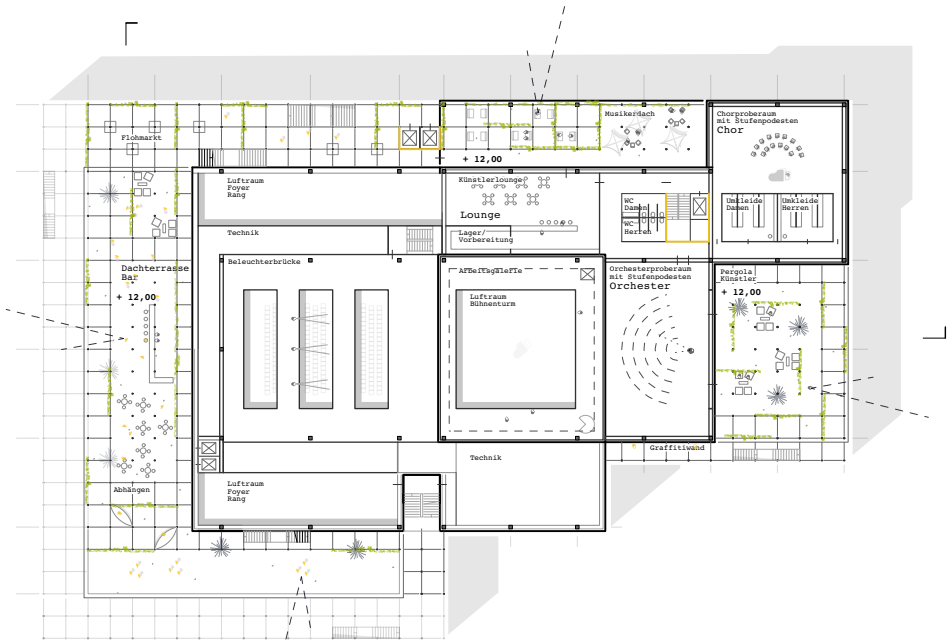 Flohmarkt
Musikerdach
+ 12,00
Chorproberaum
mit Stufenpodesten
Chor
Luftraum
Foyer
Rang
Künstlerlounge
Lounge
Lager/
Vorbereitung
WC
Damen
WC
Herren
Umkleide
Damen
Umkleide
Herren
Technik
Dachterrasse
Bar
+ 12,00
Beleuchterbrücke
Arbeitsgalerie
Luftraum
Bühnenturm
Orchesterproberaum
mit Stufenpodesten
Orchester
Pergola
Künstler
+ 12,00
Graffitiwand
Technik
Abhängen
Luftraum
Foyer
Rang